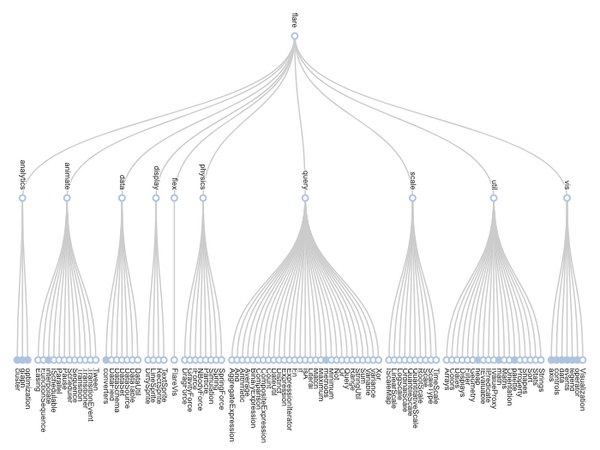 flare
analytics
animate
data
display
flex
physics
query
scale
util
vis
cluster
graph
optimization
Easing
FunctionSequence
interpolate
ISchedulable
Parallel
Pause
Scheduler
Sequence
Transition
Transitioner
TransitionEvent
Tween
converters
DataField
DataSchema
DataSet
DataSource
DataTable
DataUtil
DirtySprite
LineSprite
RectSprite
TextSprite
FlareVis
DragForce
GravityForce
IForce
NBodyForce
Particle
Simulation
Spring
SpringForce
AggregateExpression
And
Arithmetic
Average
BinaryExpression
Comparison
CompositeExpression
Count
DateUtil
Distinct
Expression
ExpressionIterator
Fn
If
IsA
Literal
Match
Maximum
methods
Minimum
Not
Or
Query
Range
StringUtil
Sum
Variable
Variance
Xor
IScaleMap
LinearScale
LogScale
OrdinalScale
QuantileScale
QuantitativeScale
RootScale
Scale
ScaleType
TimeScale
Arrays
Colors
Dates
Displays
Filter
Geometry
heap
IEvaluable
IPredicate
IValueProxy
math
Maths
Orientation
palette
Property
Shapes
Sort
Stats
Strings
axis
controls
data
events
legend
operator
Visualization